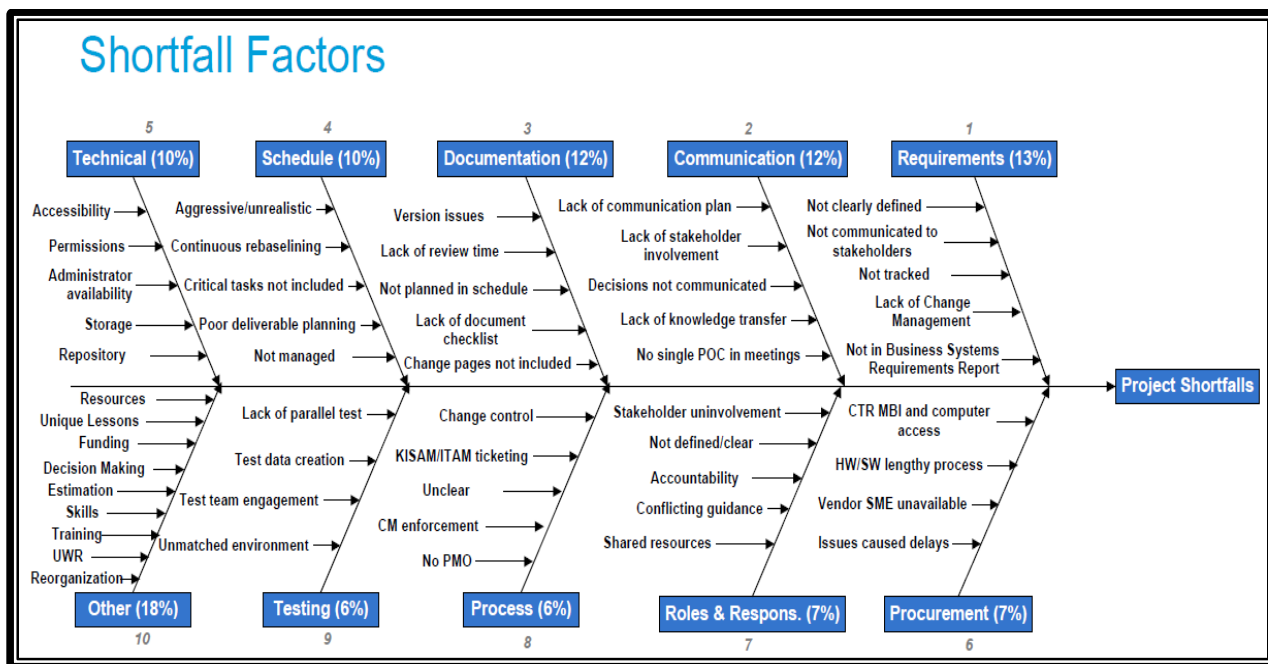 Shortfall Factors
5
4
3
2
1
Technical (10%)
Schedule (10%)
Documentation (12%)
Communication (12%)
Requirements (13%)
Accessibility
Permissions
Administrator
availability
Storage
Repository
Aggressive/unrealistic
Continuous rebaselining
Critical tasks not included
Poor deliverable planning
Not managed
Version issues
Lack of review time
Not planned in schedule
Lack of document
checklist
Change pages not included
Lack of communication plan
Lack of stakeholder
involvement
Decisions not communicated
Lack of knowledge transfer
No single POC in meetings
Not clearly defined
Not communicated to
stakeholders
Not tracked
Lack of Change
Management
Not in Business Systems
Requirements Report
Project Shortfalls
Resources
Unique Lessons
Funding
Decision Making
Estimation
Skills
Training
UWR
Reorganization
Lack of parallel test
Test data creation
Test team engagement
Unmatched environment
Change control
KISAM/ITAM ticketing
Unclear
CM enforcement
No PMO
Stakeholder uninvolvement
Not defined/clear
Accountability
Conflicting guidance
Shared resources
CTR MBI and computer
access
HW/SW lengthy process
Vendor SME unavailable
Issues caused delays
Other (18%)
Testing (6%)
Process (6%)
Roles & Respons. (7%)
Procurement (7%)
10
9
8
7
6